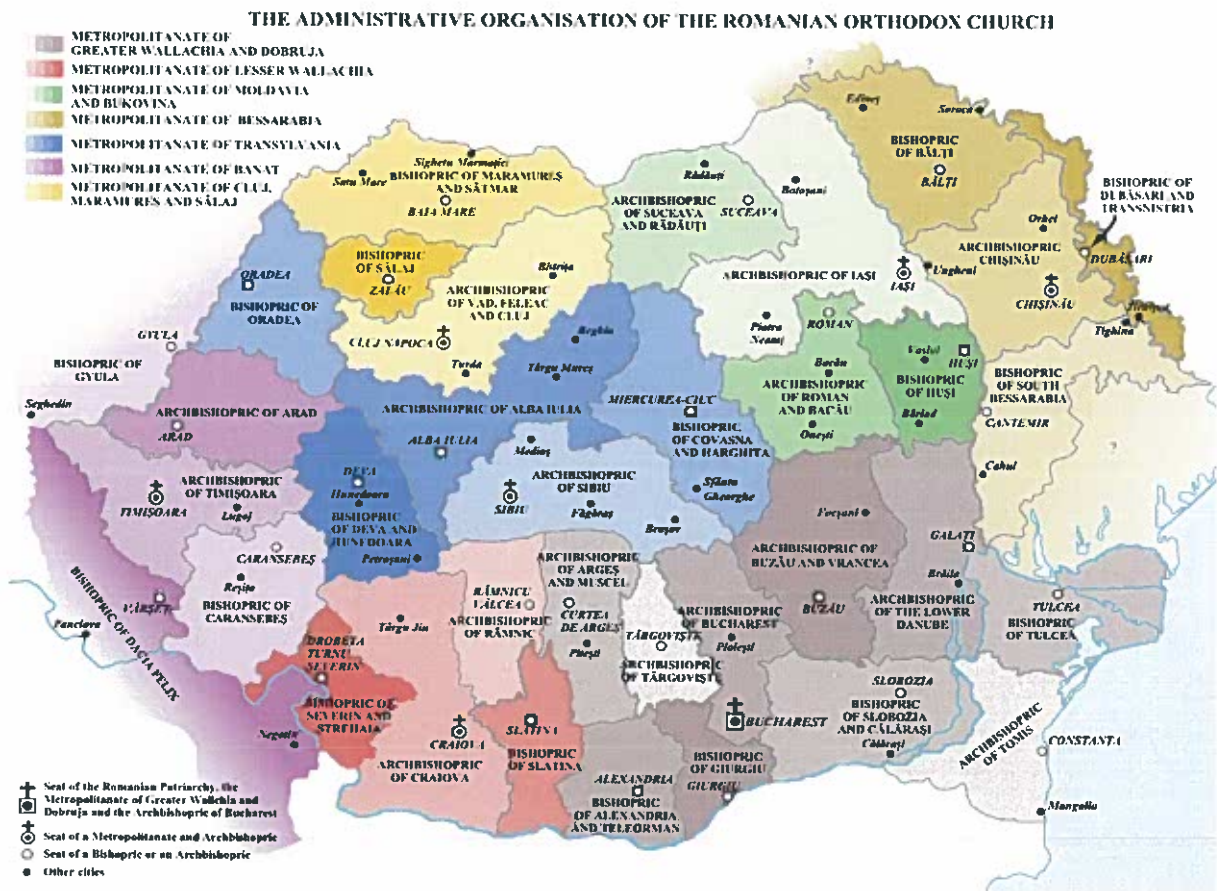 THE ADMINISTRATIVE ORGANISATION OF THE ROMANIAN ORTHODOX CHURCH
METROPOLITANATE OF
GREATER WALLACHIA AND DOBRUJA
METROPOLITANATE OF LESSER WALLACHIA
METROPOLITANATE OF MOLDAVIA
AND BUKOVINA
METROPOLITANATE OF BESSARABIA
METROPOLITANATE OF TRANSYLVANIA
METROPOLITANATE OF BANAT
METROPOLITANATE OF CLUJ,
MARAMUREȘ AND SĂLAJ
?
Edineț
Soroca
BISHOPRIC
OF BĂLȚI
BĂLȚI
BISHOPRIC OF
DUBĂSARI AND
TRANSNISTRIA
Orhei
ARCHBISHOPRIC
CHIȘINĂU
DUBĂSARI
Ungheni
CHIȘINĂU
Tiraspol
Tighina
BISHOPRIC
OF SOUTH
BESSARABIA
CANTEMIR
Cahul
?
Sighetu Marmației
Satu Mare
BISHOPRIC OF MARAMUREȘ
AND SĂTMAR
BAIA MARE
BISHOPRIC
OF SĂLAJ
ZALĂU
Bistrița
ARCHBISHOPRIC
OF VAD, FELEAC
AND CLUJ
CLUJ NAPOCA
Turda
Rădăuți
Botoșani
ARCHBISHOPRIC
OF SUCEAVA
AND RĂDĂUȚI
SUCEAVA
ARCHBISHOPRIC OF IAȘI
IAȘI
Piatra
Neamț
ROMAN
Bacău
ARCHBISHOPRIC
OF ROMAN
AND BACĂU
Onești
Vaslui
HUȘI
BISHOPRIC
OF HUȘI
Bârlad
ORADEA
BISHOPRIC OF
ORADEA
GYULA
BISHOPRIC OF
GYULA
Seghedin
ARCHBISHOPRIC OF ARAD
ARAD
Reghin
Târgu Mureș
ARCHBISHOPRIC OF ALBA IULIA
ALBA IULIA
MIERCUREA-CIUC
BISHOPRIC
OF COVASNA
AND HARGHITA
Sfântu
Gheorghe
DEVA
Hunedoara
BISHOPRIC
OF DEVA AND
HUNEDOARA
Petroșani
Mediaș
ARCHBISHOPRIC
OF SIBIU
SIBIU
Făgăraș
Brașov
ARCHBISHOPRIC
OF TIMIȘOARA
TIMIȘOARA
Lugoj
CARANSEBEȘ
Reșița
BISHOPRIC OF
CARANSEBEȘ
VÂRȘEȚ
Panciova
BISHOPRIC OF DACIA FELIX
Negotin
DROBETA
TURNU
SEVERIN
BISHOPRIC OF
SEVERIN AND
STREHAIA
Târgu Jiu
CRAIOVA
ARCHBISHOPRIC
OF CRAIOVA
RÂMNICU
VÂLCEA
ARCHBISHOPRIC
OF RÂMNIC
SLATINA
BISHOPRIC
OF SLATINA
ARCHBISHOPRIC
OF ARGEȘ
AND MUSCEL
CURTEA
DE ARGEȘ
Pitești
TÂRGOVIȘTE
ARCHBISHOPRIC
OF TÂRGOVIȘTE
ARCHBISHOPRIC
OF BUCHAREST
Ploiești
BUCHAREST
Focșani
ARCHBISHOPRIC OF
BUZĂU AND VRANCEA
BUZĂU
GALAȚI
Brăila
ARCHBISHOPRIC
OF THE LOWER
DANUBE
TULCEA
BISHOPRIC
OF TULCEA
SLOBOZIA
BISHOPRIC
OF SLOBOZIA
AND CĂLĂRAȘI
Călărași
ALEXANDRIA
BISHOPRIC
OF ALEXANDRIA
AND TELEORMAN
BISHOPRIC
OF GIURGIU
GIURGIU
ARCHBISHOPRIC
OF TOMIS
CONSTANTA
Mangalia
Seat of the Romanian Patriarchy, the
Metropolitanate of Greater Wallchia and
Dobruja and the Archbishopric of Bucharest
Seat of a Metropolitanate and Archbishopric
Seat of a Bishopric or an Archbishopric
Other cities